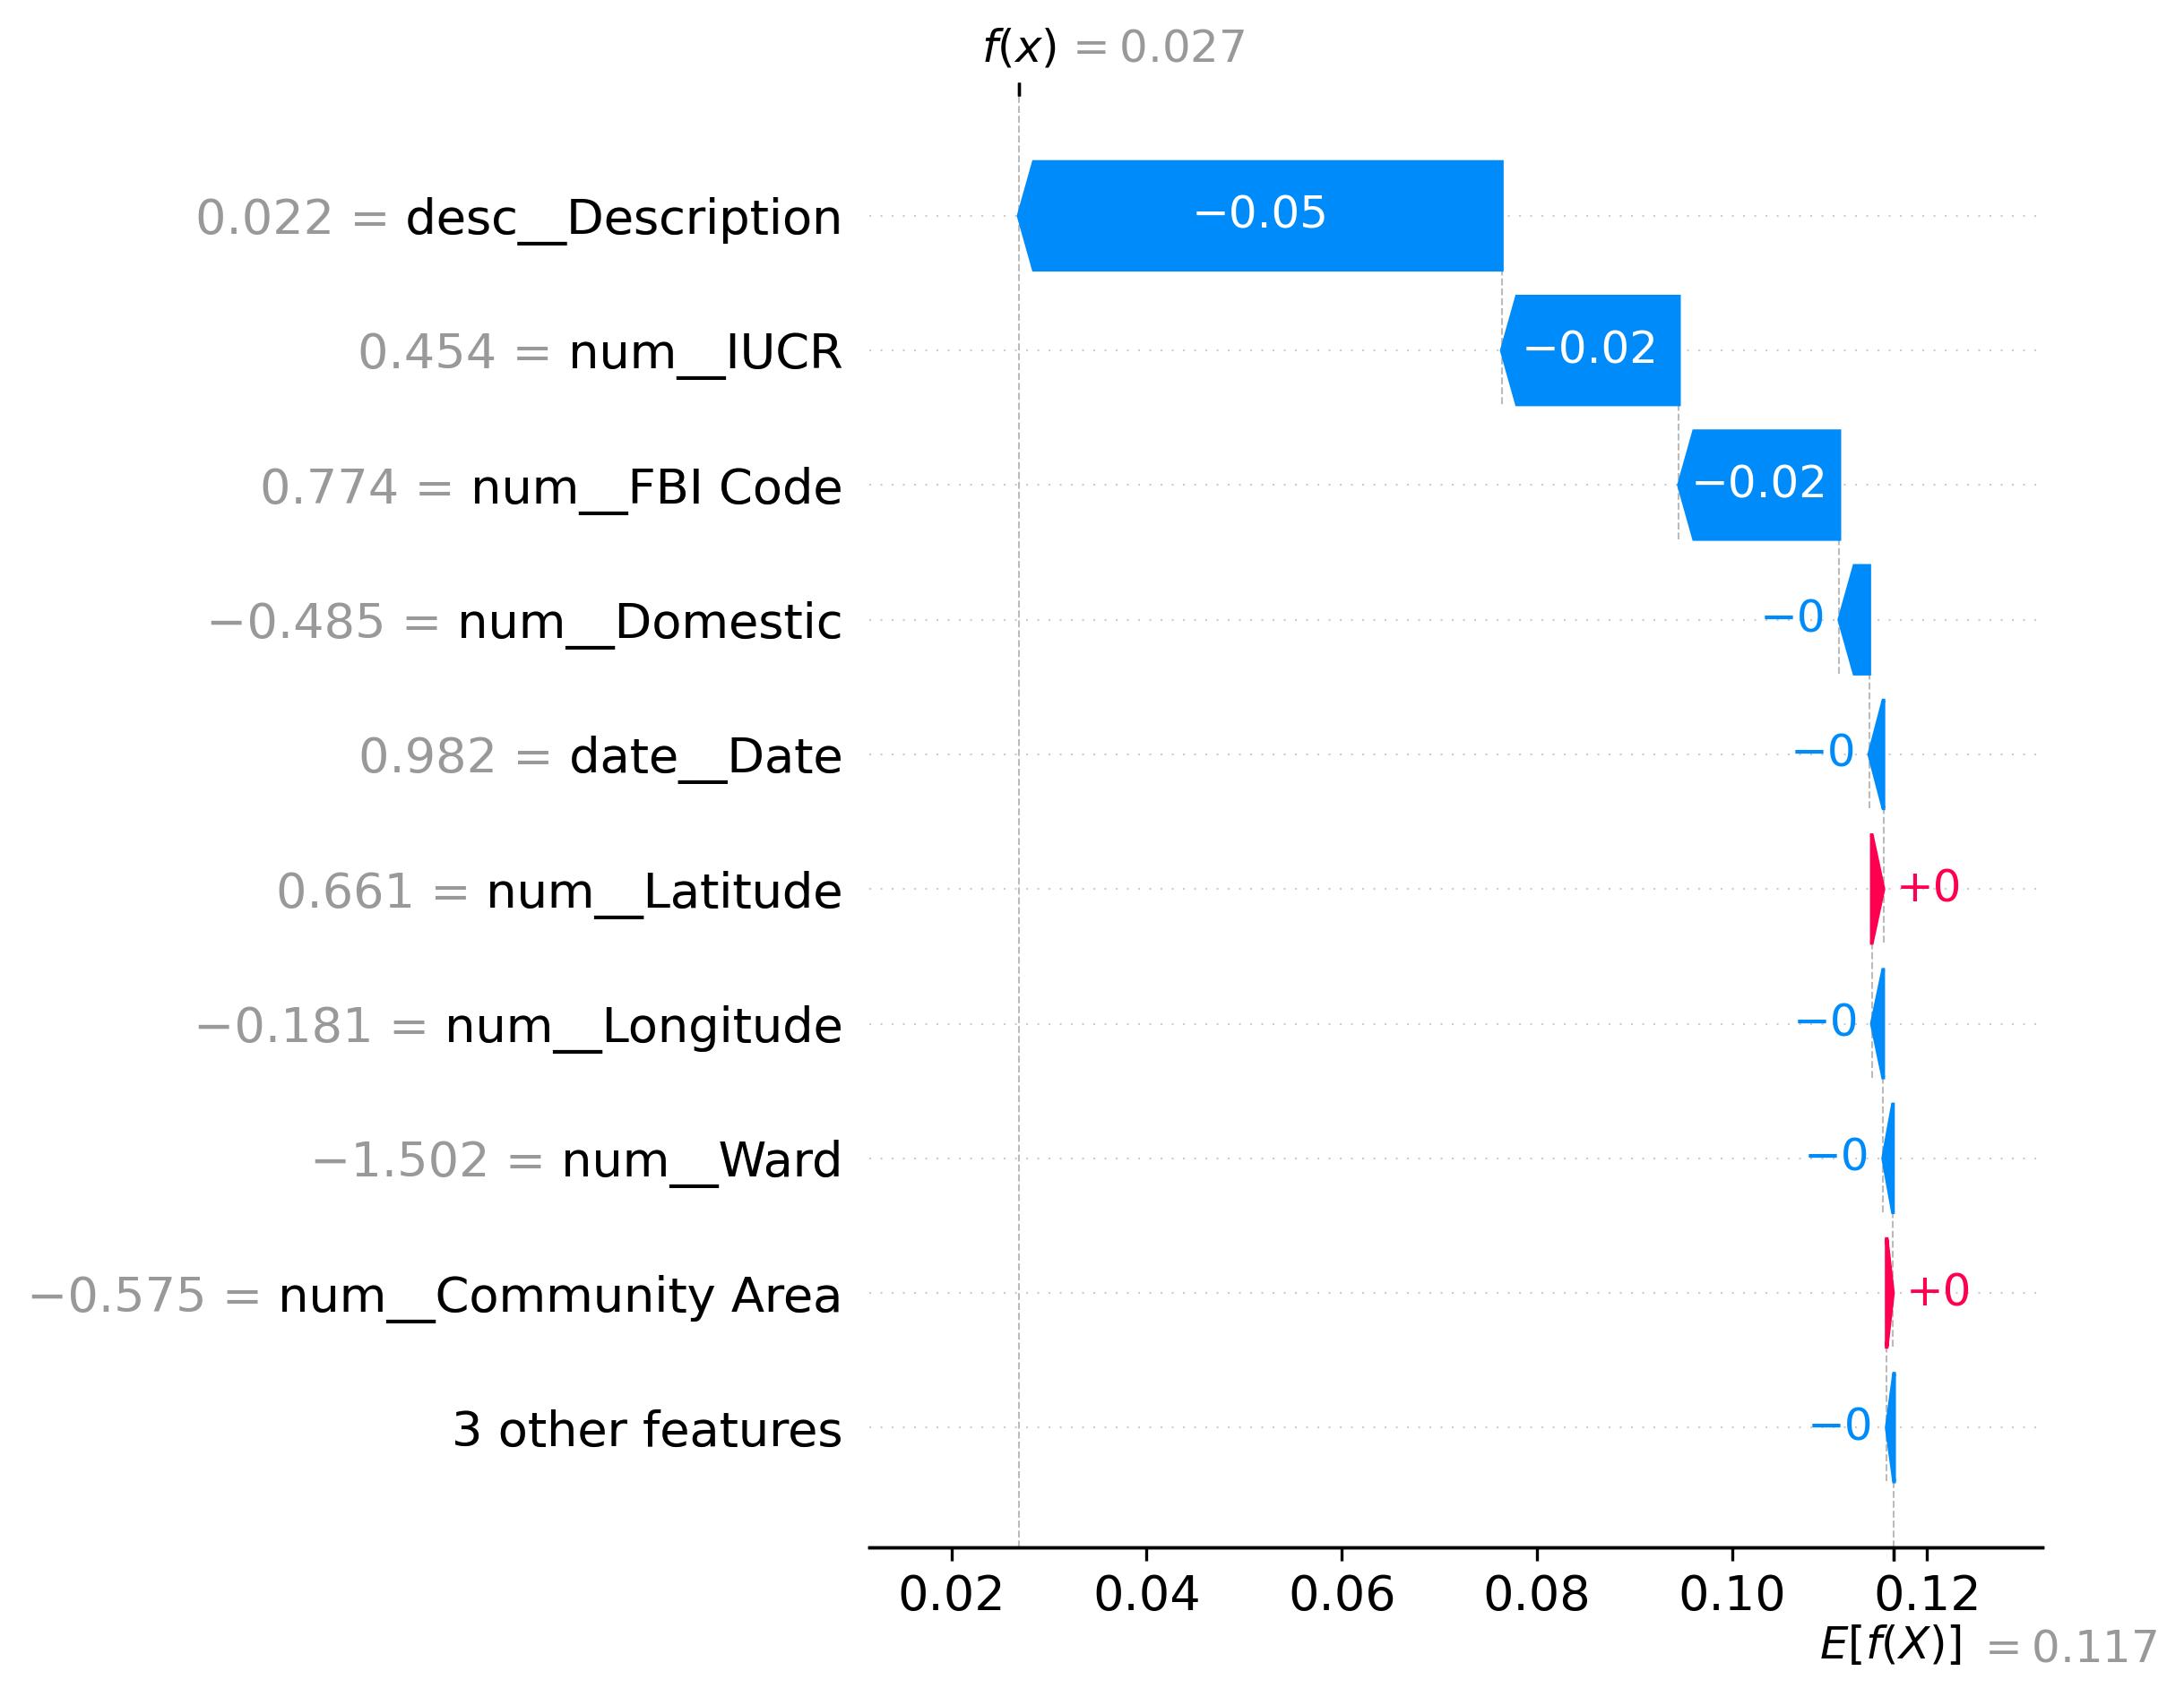 f(x) = 0.027
0.022 = desc__Description −0.05
0.454 = num__IUCR −0.02
0.774 = num__FBI Code −0.02
−0.485 = num__Domestic −0
0.982 = date__Date −0
0.661 = num__Latitude +0
−0.181 = num__Longitude −0
−1.502 = num__Ward −0
−0.575 = num__Community Area +0
3 other features −0
0.02 0.04 0.06 0.08 0.10 0.12
E[f(X)] = 0.117